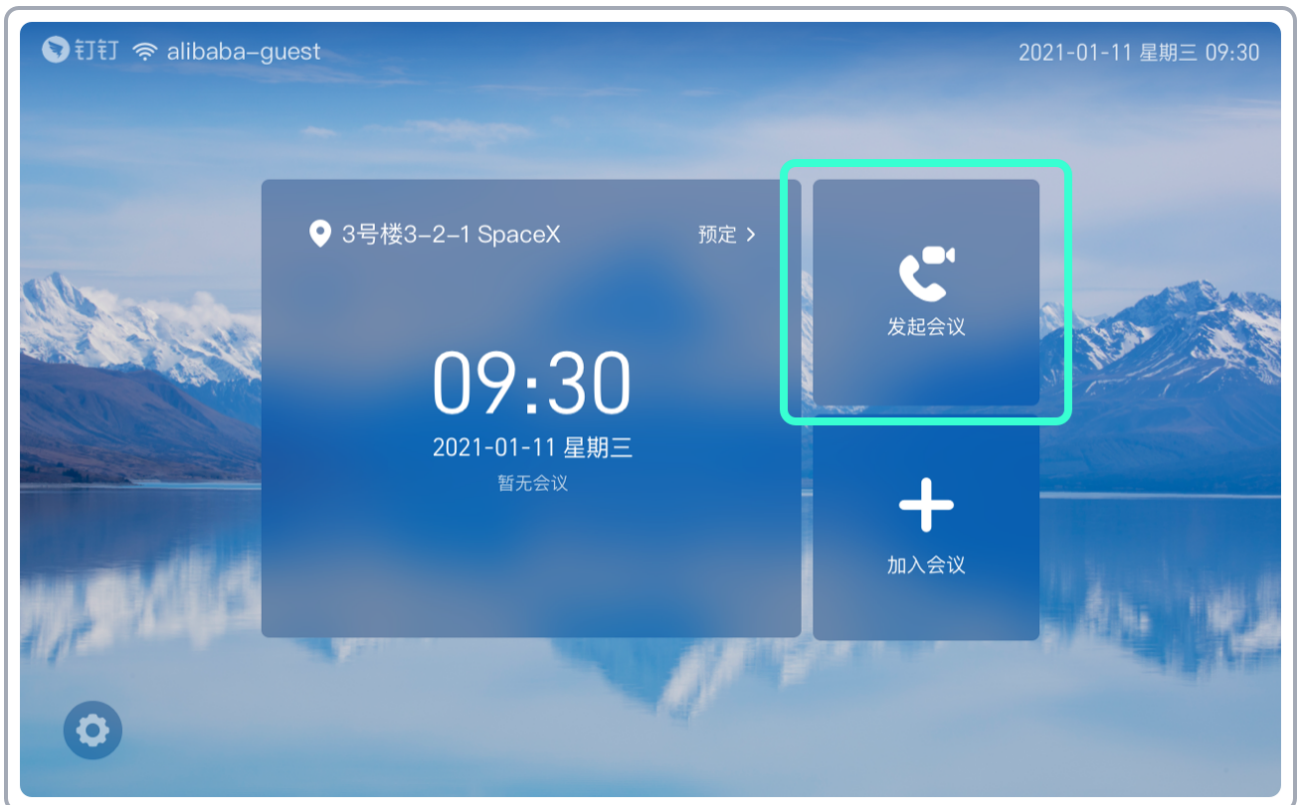 钉钉 alibaba-guest
2021-01-11 星期三 09:30
3号楼3-2-1 SpaceX
预定 >
09:30
2021-01-11 星期三
暂无会议
发起会议
加入会议